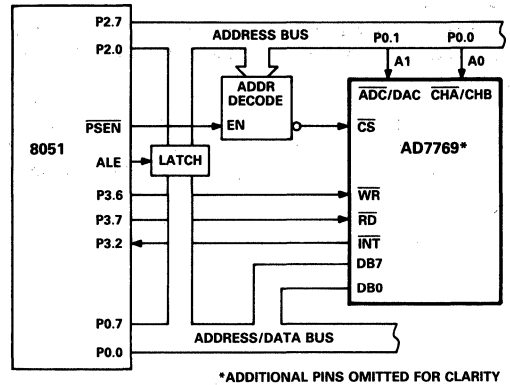 P2.7
ADDRESS BUS
P0.1 P0.0
P2.0
A1 A0
ADDR
DECODE
ADC/DAC CHA/CHB
PSEN
EN
CS
8051
AD7769*
ALE
LATCH
P3.6
WR
P3.7
RD
P3.2
INT
DB7
DB0
P0.7
ADDRESS/DATA BUS
P0.0
*ADDITIONAL PINS OMITTED FOR CLARITY